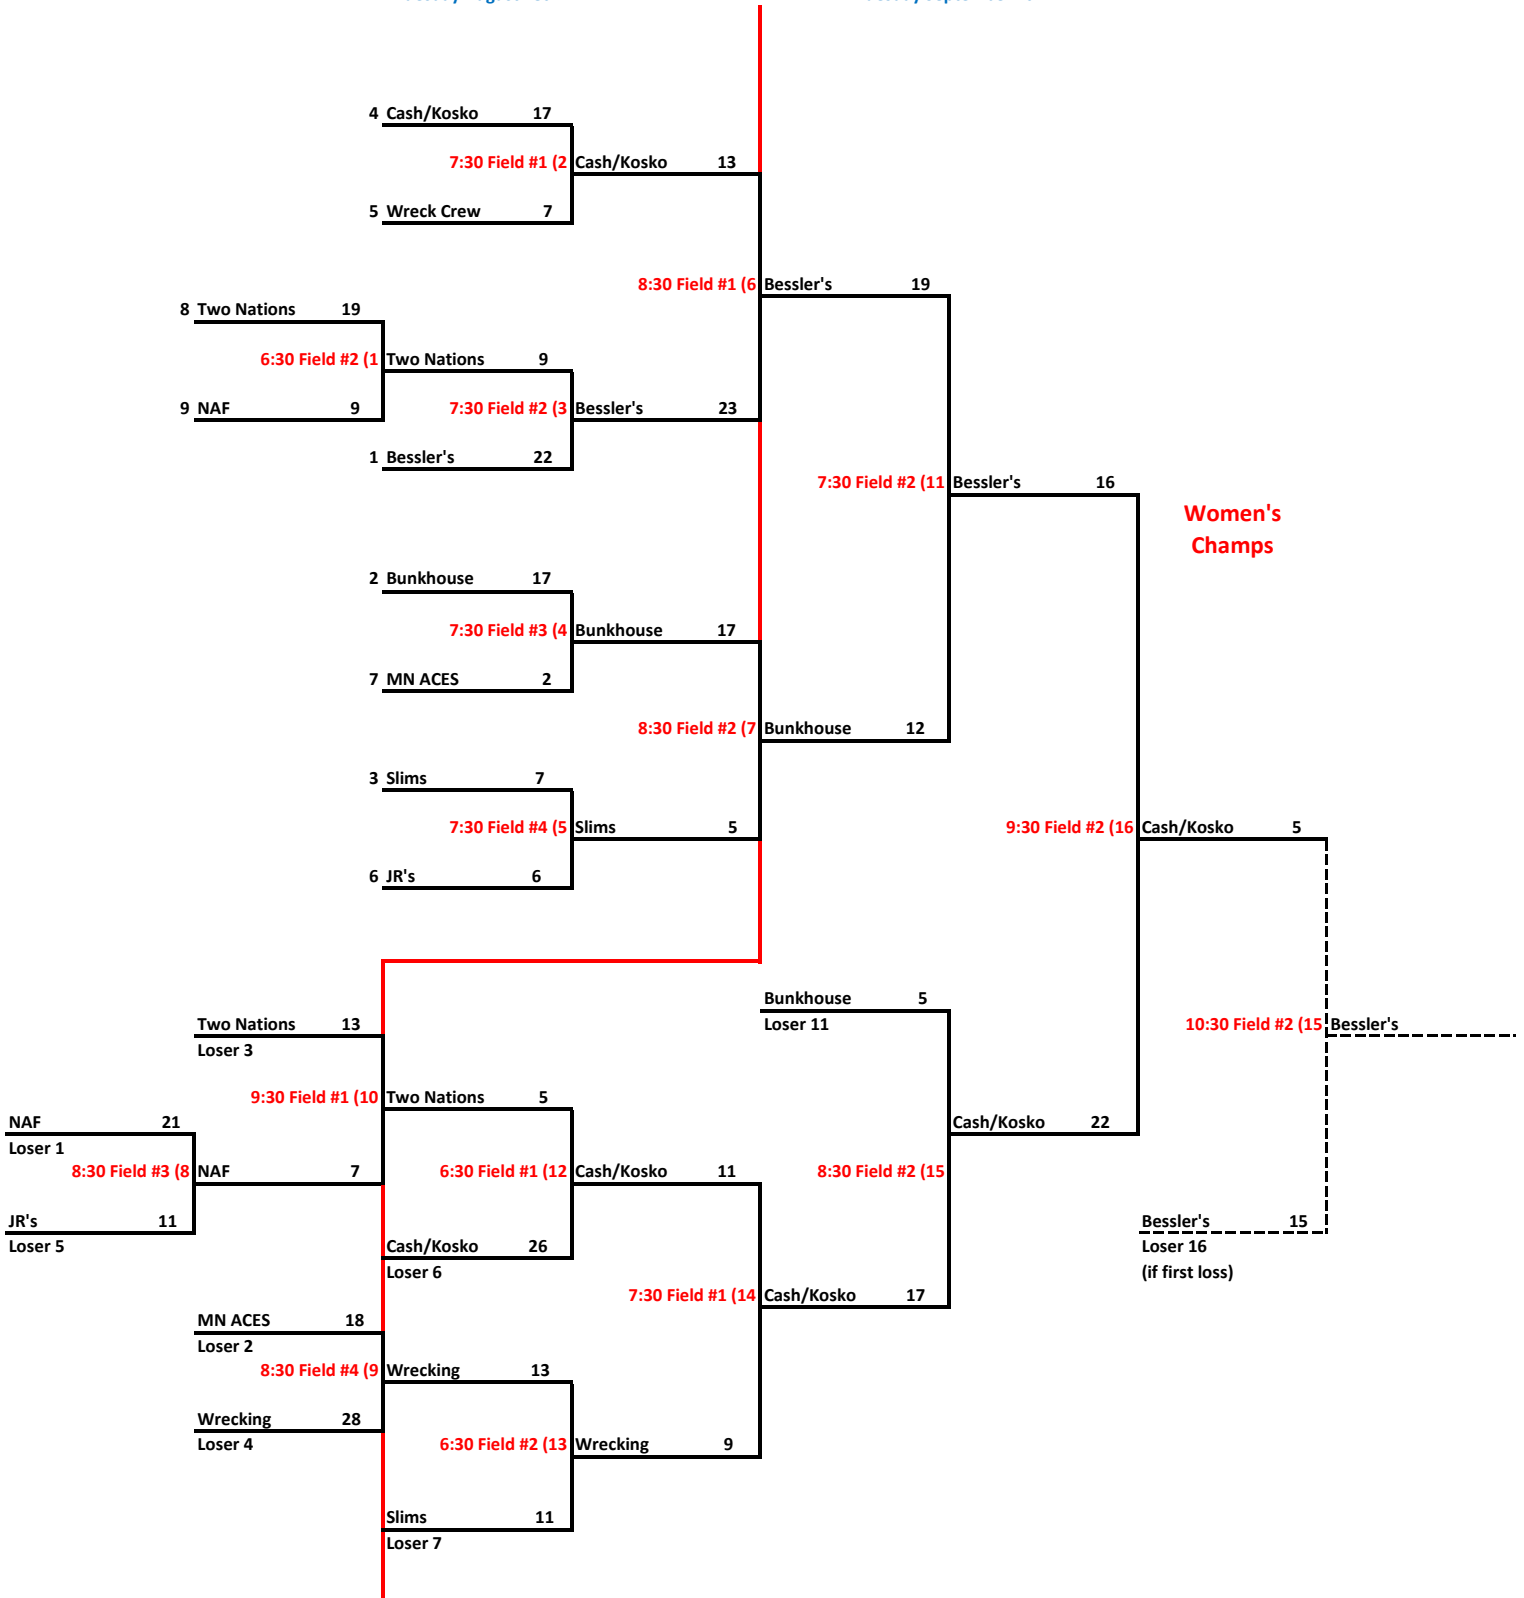 4 Cash/Kosko 17
7:30 Field #1 (2 Cash/Kosko 13
5 Wreck Crew 7
8:30 Field #1 (6 Bessler's 19
8 Two Nations 19
6:30 Field #2 (1 Two Nations 9
9 NAF 9 7:30 Field #2 (3 Bessler's 23
1 Bessler's 22
7:30 Field #2 (11 Bessler's 16
Women's
Champs
2 Bunkhouse 17
7:30 Field #3 (4 Bunkhouse 17
7 MN ACES 2
8:30 Field #2 (7 Bunkhouse 12
3 Slims 7
7:30 Field #4 (5 Slims 5 9:30 Field #2 (16 Cash/Kosko 5
6 JR's 6
Bunkhouse 5
Two Nations 13 Loser 11 10:30 Field #2 (15 Bessler's
Loser 3
9:30 Field #1 (10 Two Nations 5
NAF 21 Cash/Kosko 22
Loser 1
8:30 Field #3 (8 NAF 7 6:30 Field #1 (12 Cash/Kosko 11 8:30 Field #2 (15
JR's 11 Bessler's 15
Loser 5 Cash/Kosko 26 Loser 16
Loser 6 (if first loss)
7:30 Field #1 (14 Cash/Kosko 17
MN ACES 18
Loser 2
8:30 Field #4 (9 Wrecking 13
Wrecking 28
Loser 4 6:30 Field #2 (13 Wrecking 9
Slims 11
Loser 7